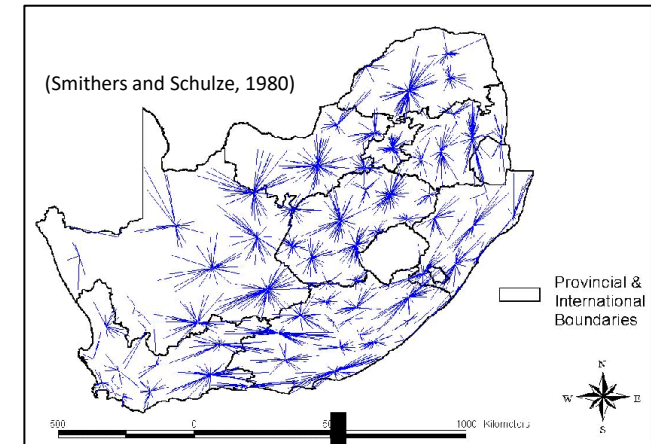 (Smithers and Schulze, 1980)
Provincial &
International
Boundaries
N
W E
S
500 0 1000 Kilometers